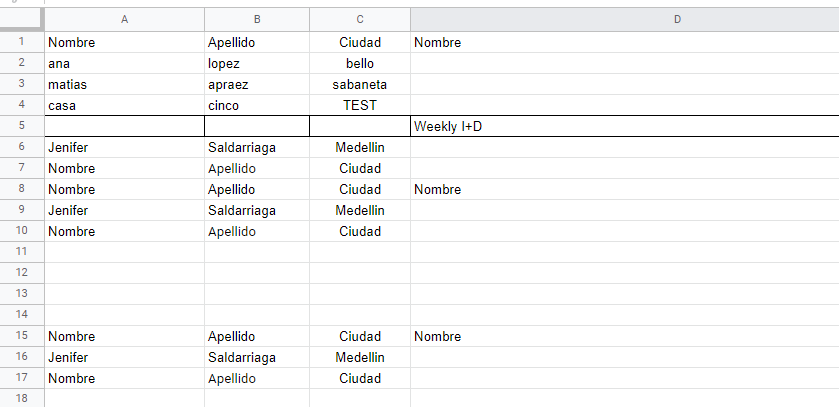 A B C D
1 Nombre Apellido Ciudad Nombre
2 ana lopez bello
3 matias apraez sabaneta
4 casa cinco TEST
5 Weekly I+D
6 Jenifer Saldarriaga Medellin
7 Nombre Apellido Ciudad
8 Nombre Apellido Ciudad Nombre
9 Jenifer Saldarriaga Medellin
10 Nombre Apellido Ciudad
11
12
13
14
15 Nombre Apellido Ciudad Nombre
16 Jenifer Saldarriaga Medellin
17 Nombre Apellido Ciudad
18